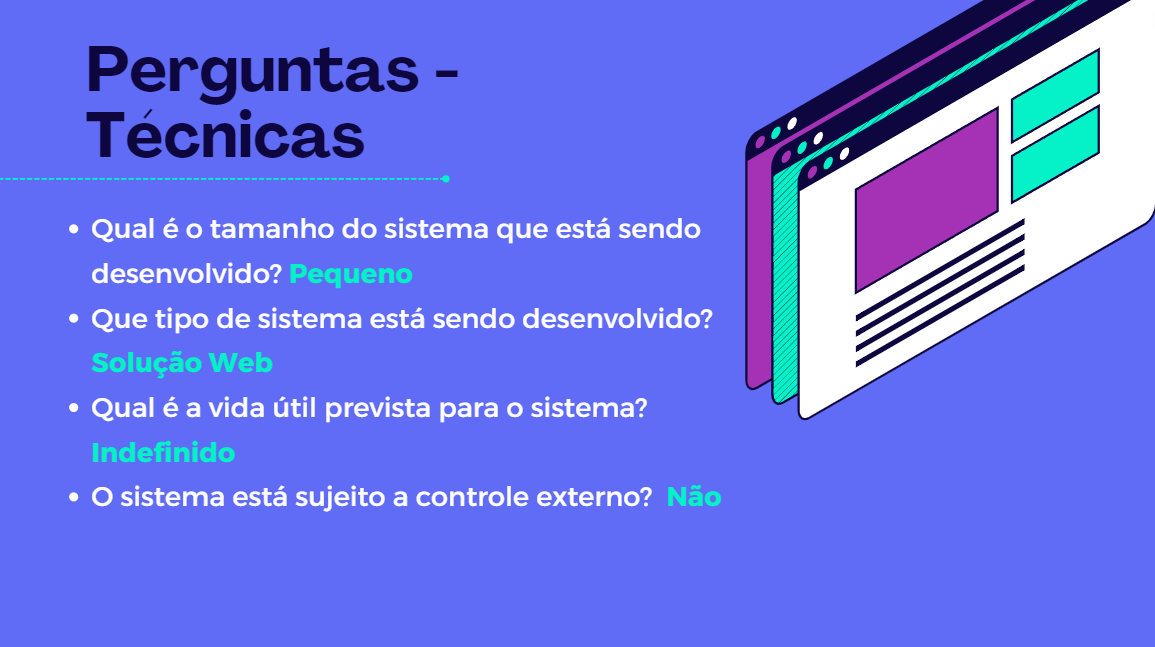 Perguntas -
Técnicas
• Qual é o tamanho do sistema que está sendo
desenvolvido? Pequeno
• Que tipo de sistema está sendo desenvolvido?
Solução Web
• Qual é a vida útil prevista para o sistema?
Indefinido
• O sistema está sujeito a controle externo? Não